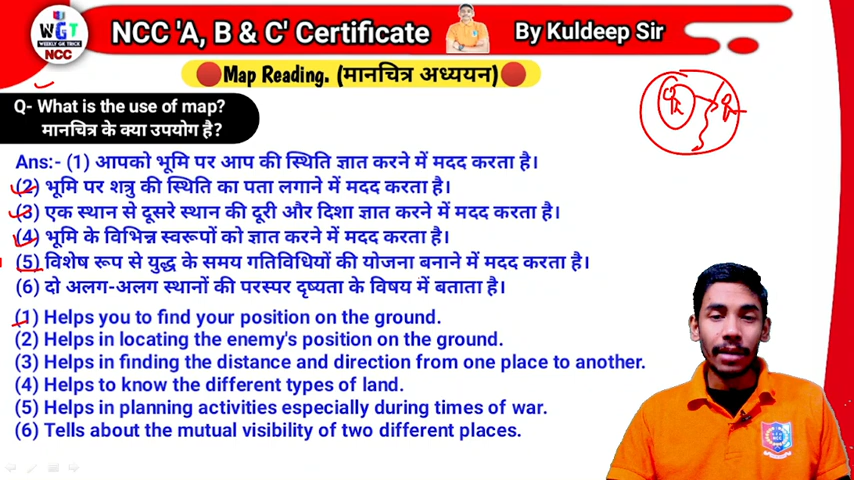 WGT
WEEKLY GK TRICK
NCC
NCC 'A, B & C' Certificate
By Kuldeep Sir
Map Reading. (मानचित्र अध्ययन)
Q- What is the use of map?
मानचित्र के क्या उपयोग है?
Ans:- (1) आपको भूमि पर आप की स्थिति ज्ञात करने में मदद करता है।
(2) भूमि पर शत्रु की स्थिति का पता लगाने में मदद करता है।
(3) एक स्थान से दूसरे स्थान की दूरी और दिशा ज्ञात करने में मदद करता है।
(4) भूमि के विभिन्न स्वरूपों को ज्ञात करने में मदद करता है।
(5) विशेष रूप से युद्ध के समय गतिविधियों की योजना बनाने में मदद करता है।
(6) दो अलग-अलग स्थानों की परस्पर दृष्यता के विषय में बताता है।
(1) Helps you to find your position on the ground.
(2) Helps in locating the enemy's position on the ground.
(3) Helps in finding the distance and direction from one place to another.
(4) Helps to know the different types of land.
(5) Helps in planning activities especially during times of war.
(6) Tells about the mutual visibility of two different places.
NCC